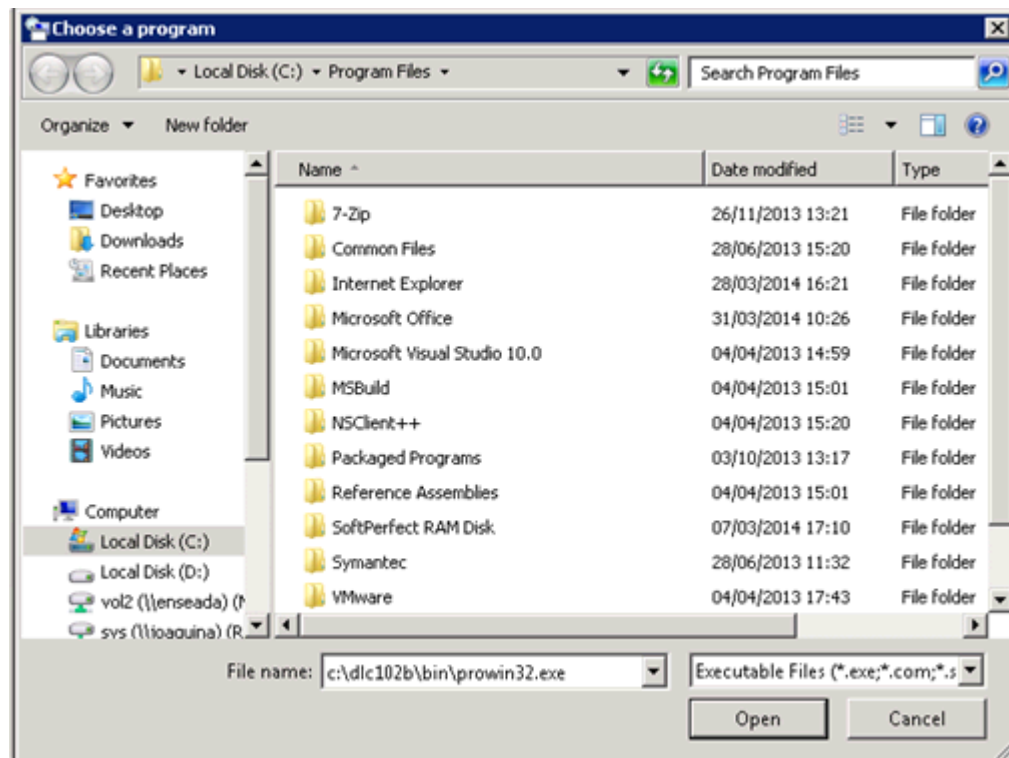 Choose a program
Local Disk (C:) Program Files
Search Program Files
Organize New folder
Name Date modified Type
Favorites
Desktop
Downloads
Recent Places
Libraries
Documents
Music
Pictures
Videos
Computer
Local Disk (C:)
Local Disk (D:)
vol2 (\\enseada) (
sys (\\joaquina) (R
7-Zip 26/11/2013 13:21 File folder
Common Files 28/06/2013 15:20 File folder
Internet Explorer 28/03/2014 16:21 File folder
Microsoft Office 31/03/2014 10:26 File folder
Microsoft Visual Studio 10.0 04/04/2013 14:59 File folder
MSBuild 04/04/2013 15:01 File folder
NSClient++ 04/04/2013 15:20 File folder
Packaged Programs 03/10/2013 13:17 File folder
Reference Assemblies 04/04/2013 15:01 File folder
SoftPerfect RAM Disk 07/03/2014 17:10 File folder
Symantec 28/06/2013 11:32 File folder
VMware 04/04/2013 17:43 File folder
File name: c:\dlc102b\bin\prowin32.exe Executable Files (*.exe;*.com;*.s
Open Cancel